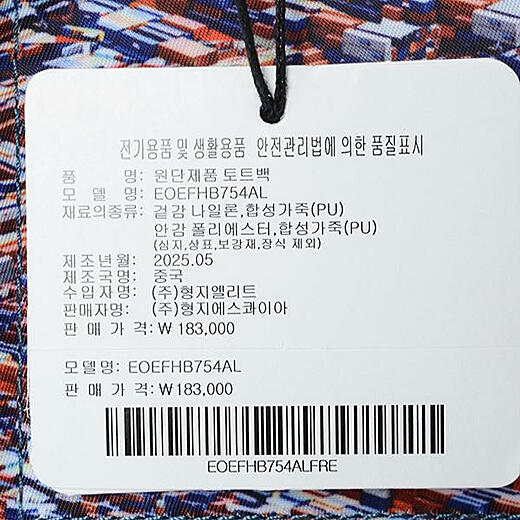 전기용품 및 생활용품 안전관리법에 의한 품질표시
품 명: 원단제품 토트백
모 델 명: EOEFHB754AL
재료의종류: 겉감 나일론,합성가죽(PU)
안감 폴리에스터,합성가죽(PU)
(심지,상표,보강재,장식 제외)
제조년월: 2025.05
제조국명: 중국
수입자명: (주)형지엘리트
판매자명: (주)형지에스콰이아
판 매 가 격: ₩ 183,000
모델명: EOEFHB754AL
판 매 가 격: ₩ 183,000
EOEFHB754ALFRE